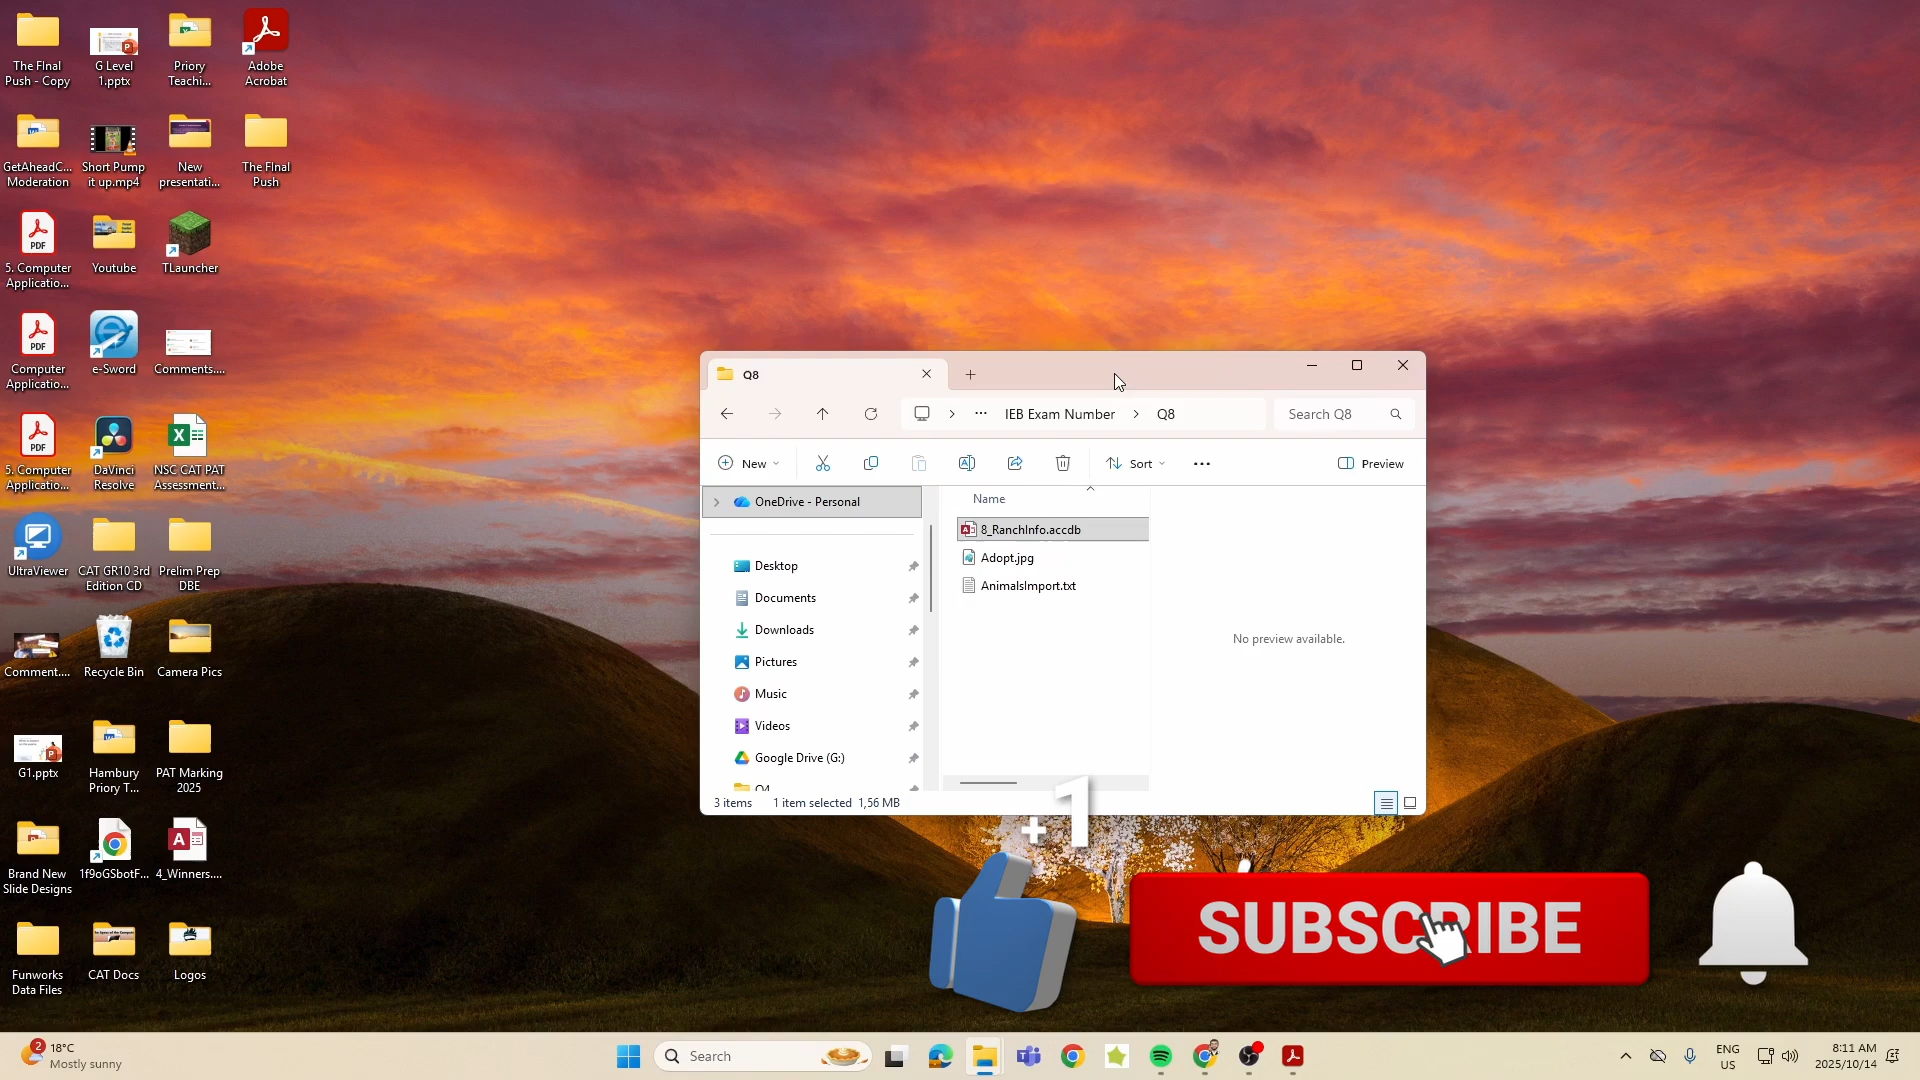 The FInal
Push - Copy
G Level
1.pptx
Priory
Teachi...
Adobe
Acrobat
GetAheadC...
Moderation
Short Pump
it up.mp4
New
presentati...
The FInal
Push
PDF
5. Computer
Applicatio...
Youtube
TLauncher
PDF
Computer
Applicatio...
e-Sword
Comments....
PDF
5. Computer
Applicatio...
DaVinci
Resolve
NSC CAT PAT
Assessment...
UltraViewer
CAT GR10 3rd
Edition CD
Prelim Prep
DBE
Comment....
Recycle Bin
Camera Pics
G1.pptx
Hambury
Priory T...
PAT Marking
2025
Brand New
Slide Designs
1f9oGSbotF...
4_Winners....
Funworks
Data Files
CAT Docs
Logos
Q8
IEB Exam Number
Q8
Search Q8
New
Sort
Preview
OneDrive - Personal
Desktop
Documents
Downloads
Pictures
Music
Videos
Google Drive (G:)
Q4
Name
8_RanchInfo.accdb
Adopt.jpg
AnimalsImport.txt
No preview available.
3 items
1 item selected 1,56 MB
+1
SUBSCRIBE
2
18°C
Mostly sunny
Search
ENG
US
8:11 AM
2025/10/14